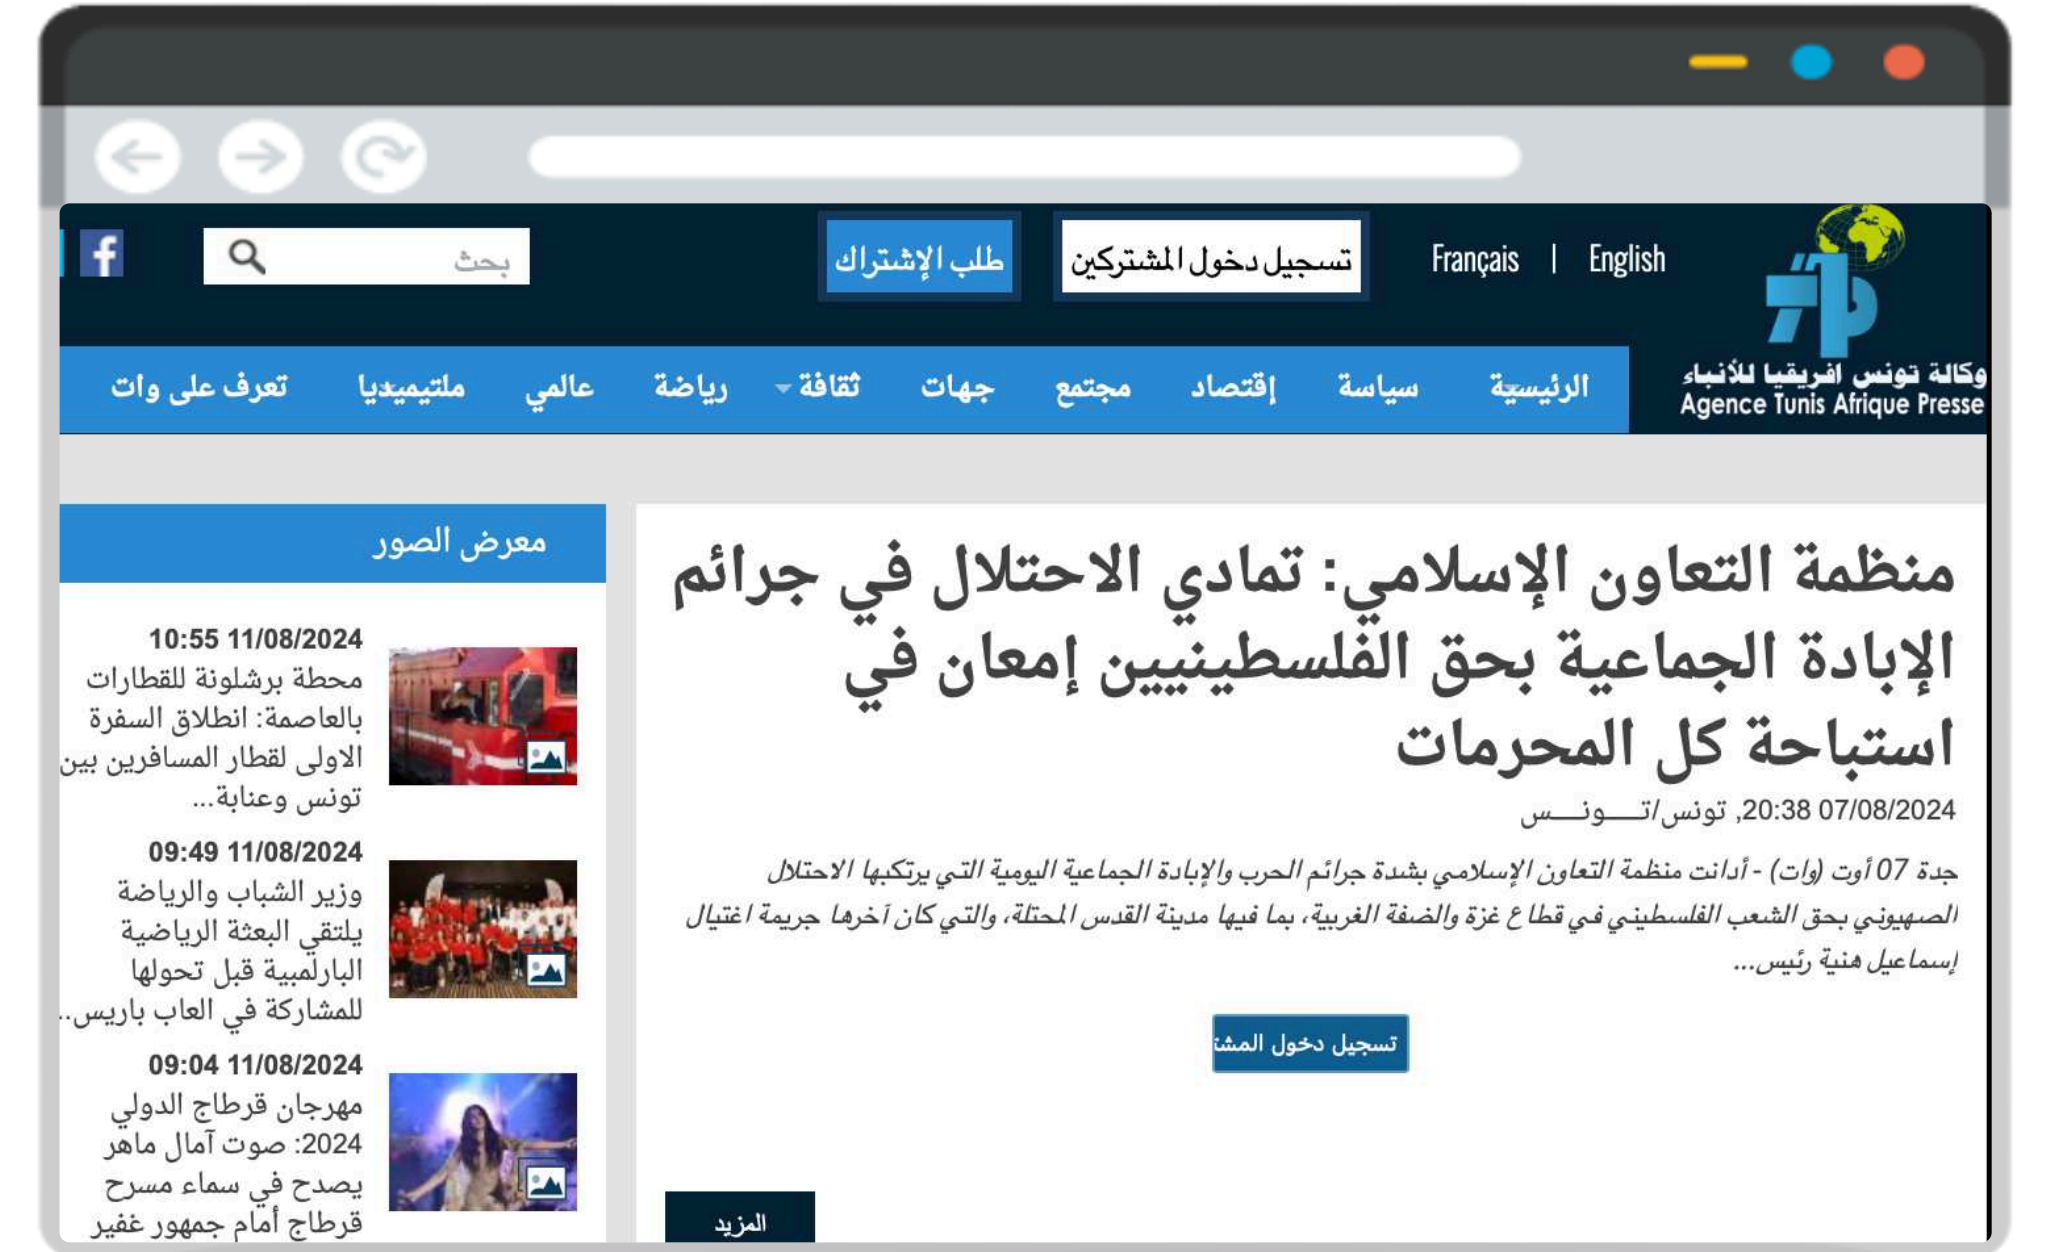 English | Français
تسجيل دخول المشتركين
طلب الإشتراك
بحث
وكالة تونس افريقيا للأنباء
Agence Tunis Afrique Presse
الرئيسية سياسة إقتصاد مجتمع جهات ثقافة رياضة عالمي ملتيميديا تعرف على وات
منظمة التعاون الإسلامي: تمادي الاحتلال في جرائم
الإبادة الجماعية بحق الفلسطينيين إمعان في
استباحة كل المحرمات
07/08/2024 20:38, تونس/تـــونــس
جدة 07 أوت (وات) - أدانت منظمة التعاون الإسلامي بشدة جرائم الحرب والإبادة الجماعية اليومية التي يرتكبها الاحتلال
الصهيوني بحق الشعب الفلسطيني في قطاع غزة والضفة الغربية، بما فيها مدينة القدس المحتلة، والتي كان آخرها جريمة اغتيال
إسماعيل هنية رئيس...
تسجيل دخول المشت
المزيد
معرض الصور
11/08/2024 10:55
محطة برشلونة للقطارات
بالعاصمة: انطلاق السفرة
الاولى لقطار المسافرين بين
تونس وعنابة...
11/08/2024 09:49
وزير الشباب والرياضة
يلتقي البعثة الرياضية
البارلمبية قبل تحولها
للمشاركة في العاب باريس..
11/08/2024 09:04
مهرجان قرطاج الدولي
2024: صوت آمال ماهر
يصدح في سماء مسرح
قرطاج أمام جمهور غفير